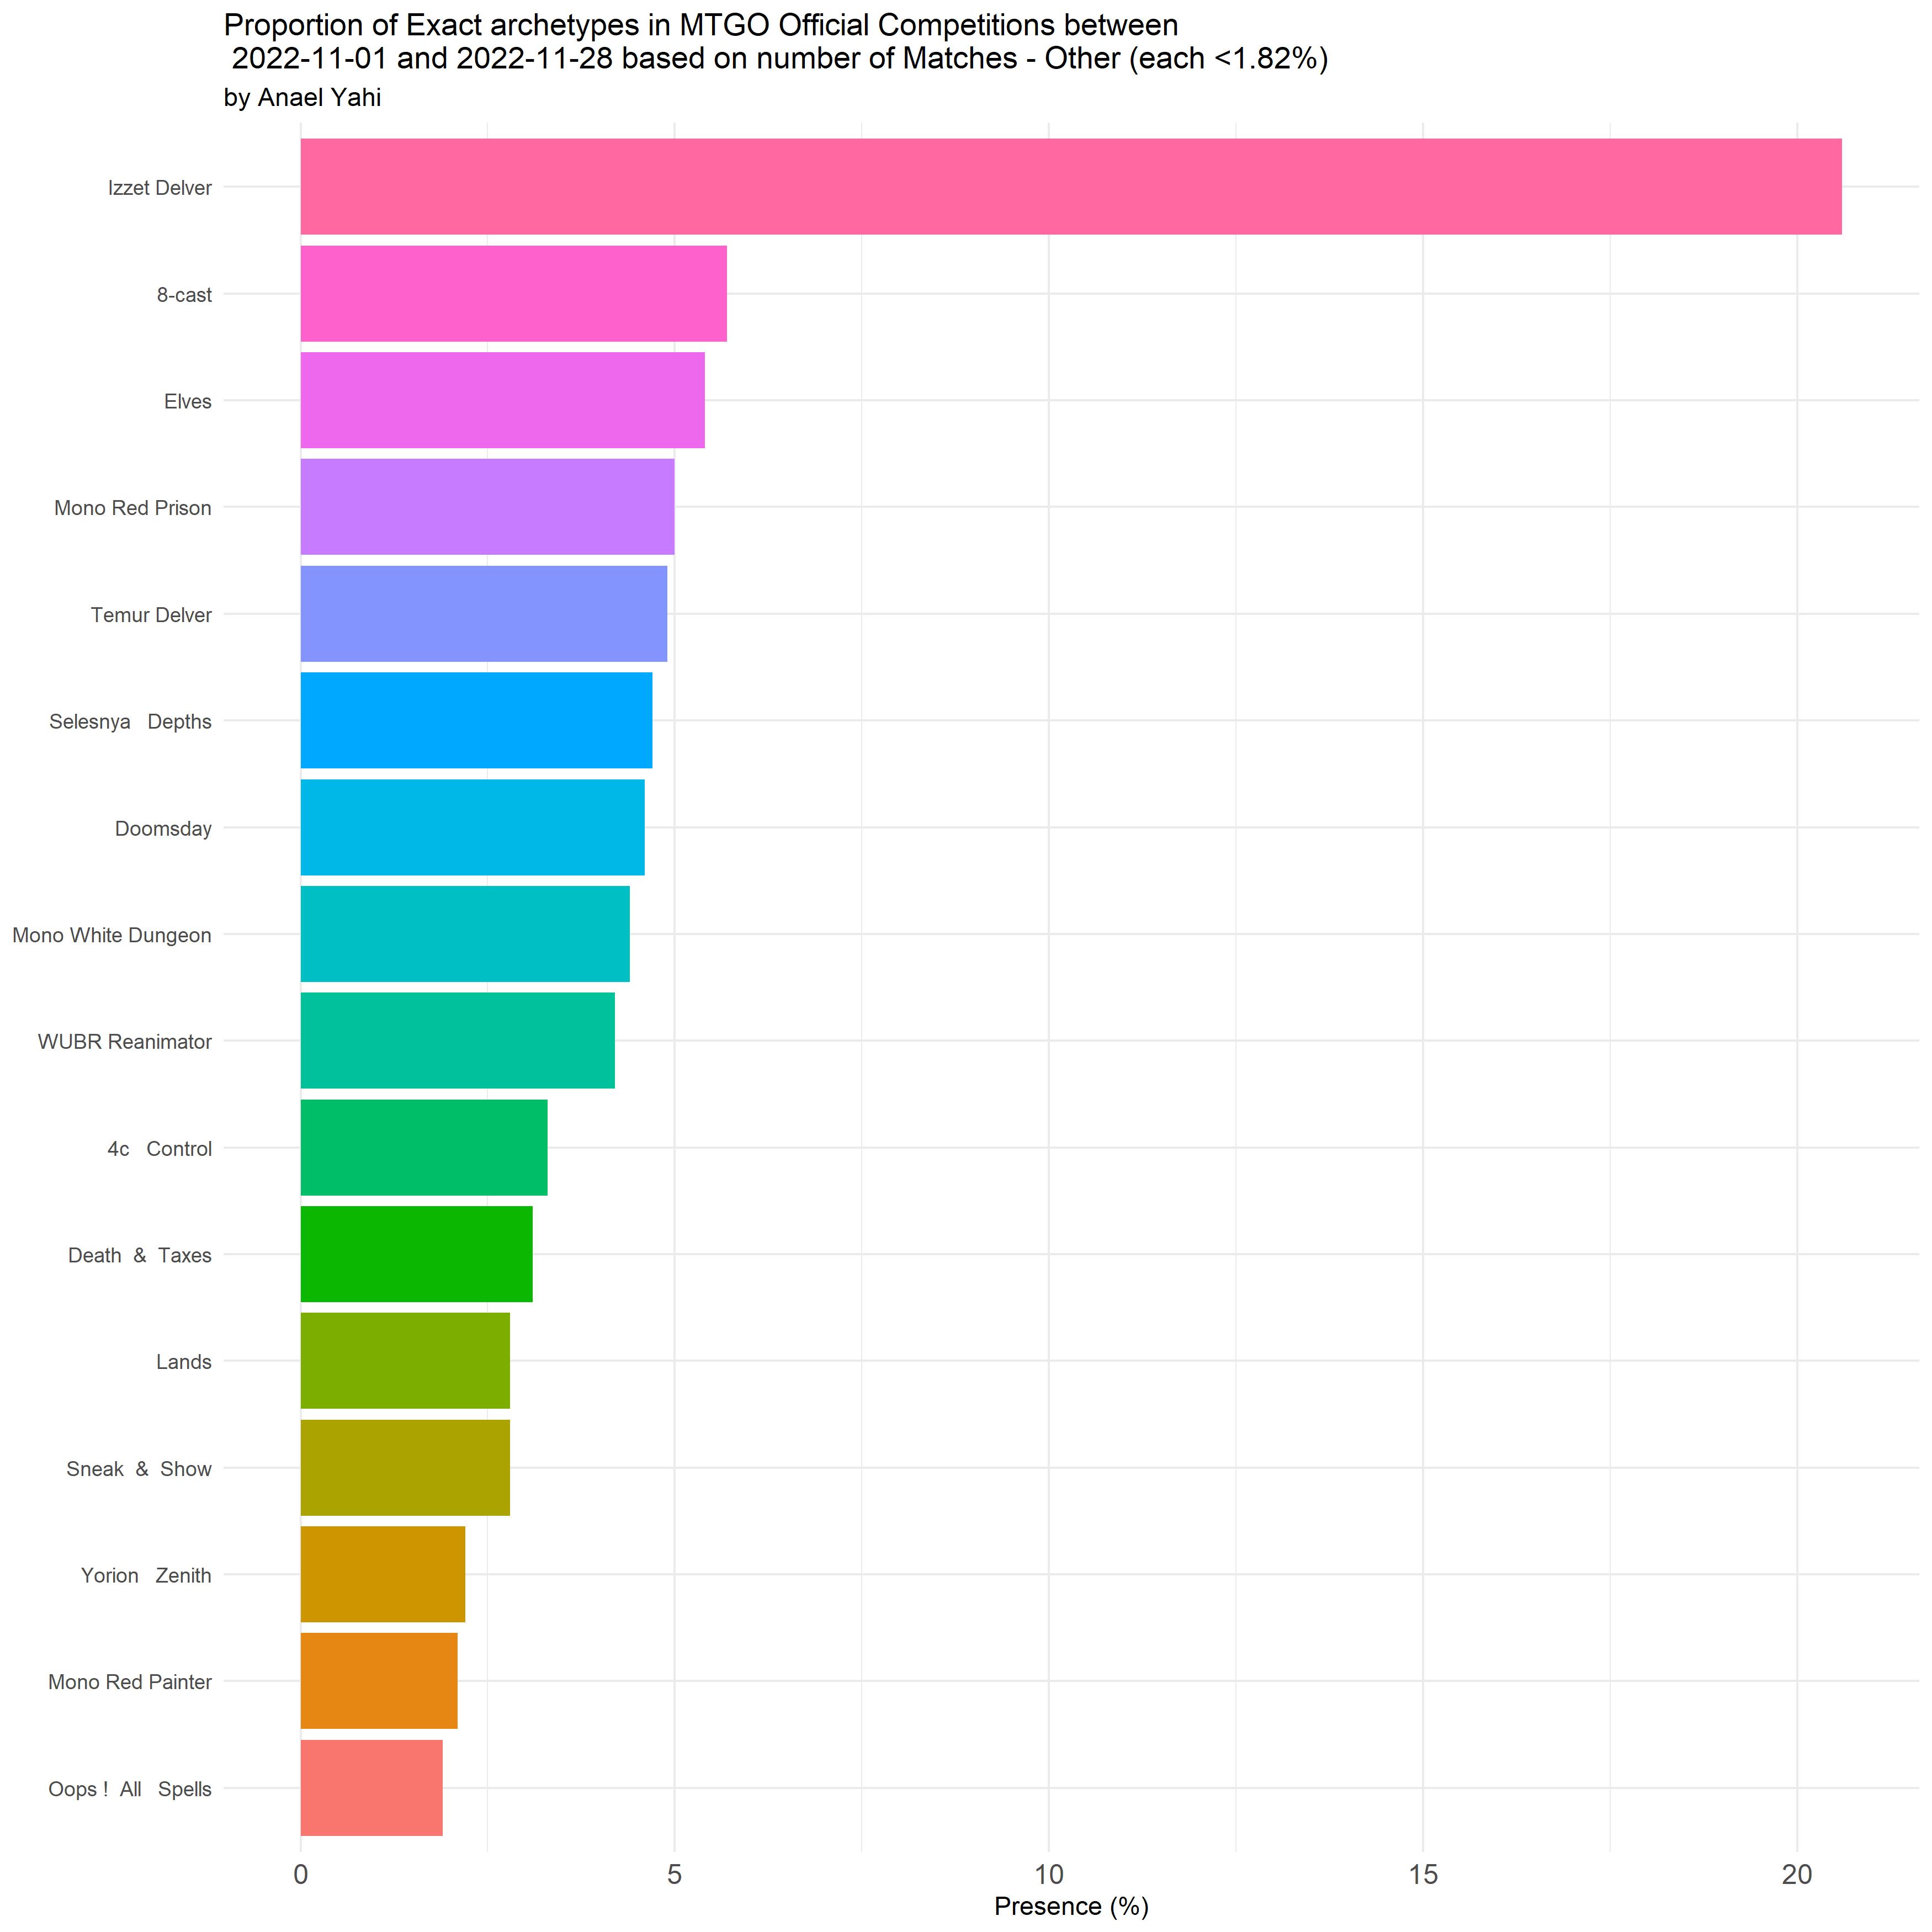 Proportion of Exact archetypes in MTGO Official Competitions between
2022-11-01 and 2022-11-28 based on number of Matches - Other (each <1.82%)
by Anael Yahi
Izzet Delver
8-cast
Elves
Mono Red Prison
Temur Delver
Selesnya Depths
Doomsday
Mono White Dungeon
WUBR Reanimator
4c Control
Death & Taxes
Lands
Sneak & Show
Yorion Zenith
Mono Red Painter
Oops ! All Spells
0 5 10 15 20
Presence (%)